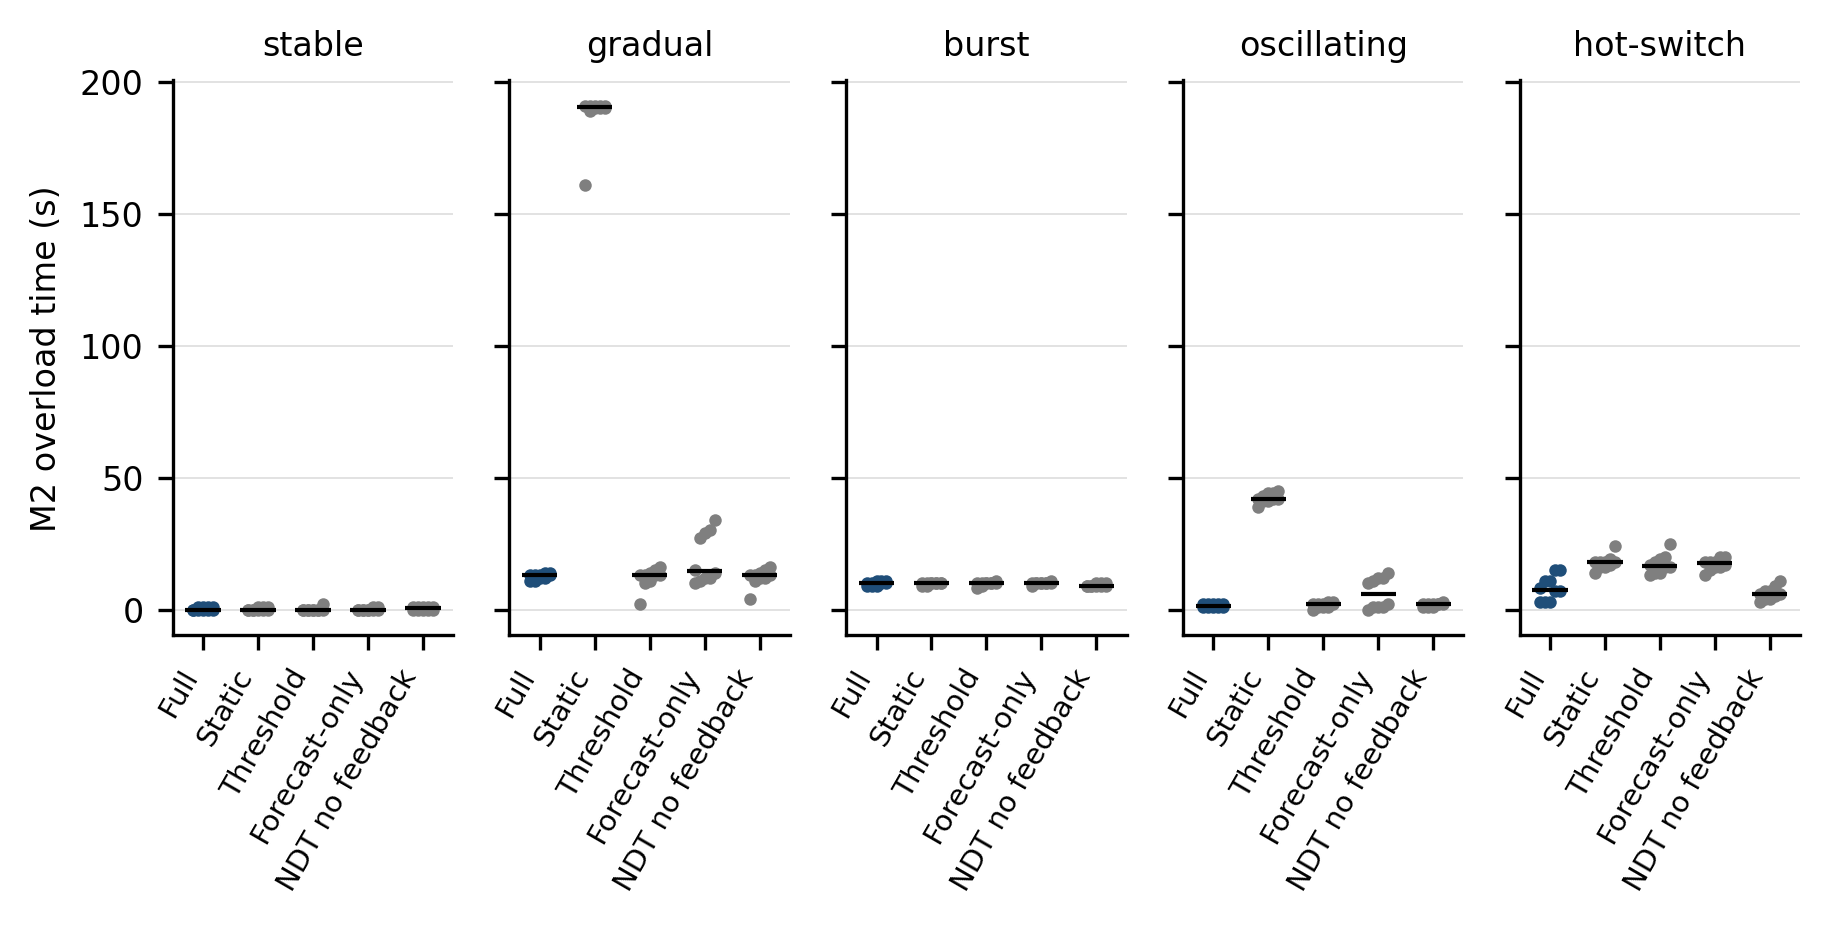 stable gradual burst oscillating hot-switch
M2 overload time (s)
200
150
100
50
0
Full Static Threshold Forecast-only NDT no feedback
Full Static Threshold Forecast-only NDT no feedback
Full Static Threshold Forecast-only NDT no feedback
Full Static Threshold Forecast-only NDT no feedback
Full Static Threshold Forecast-only NDT no feedback